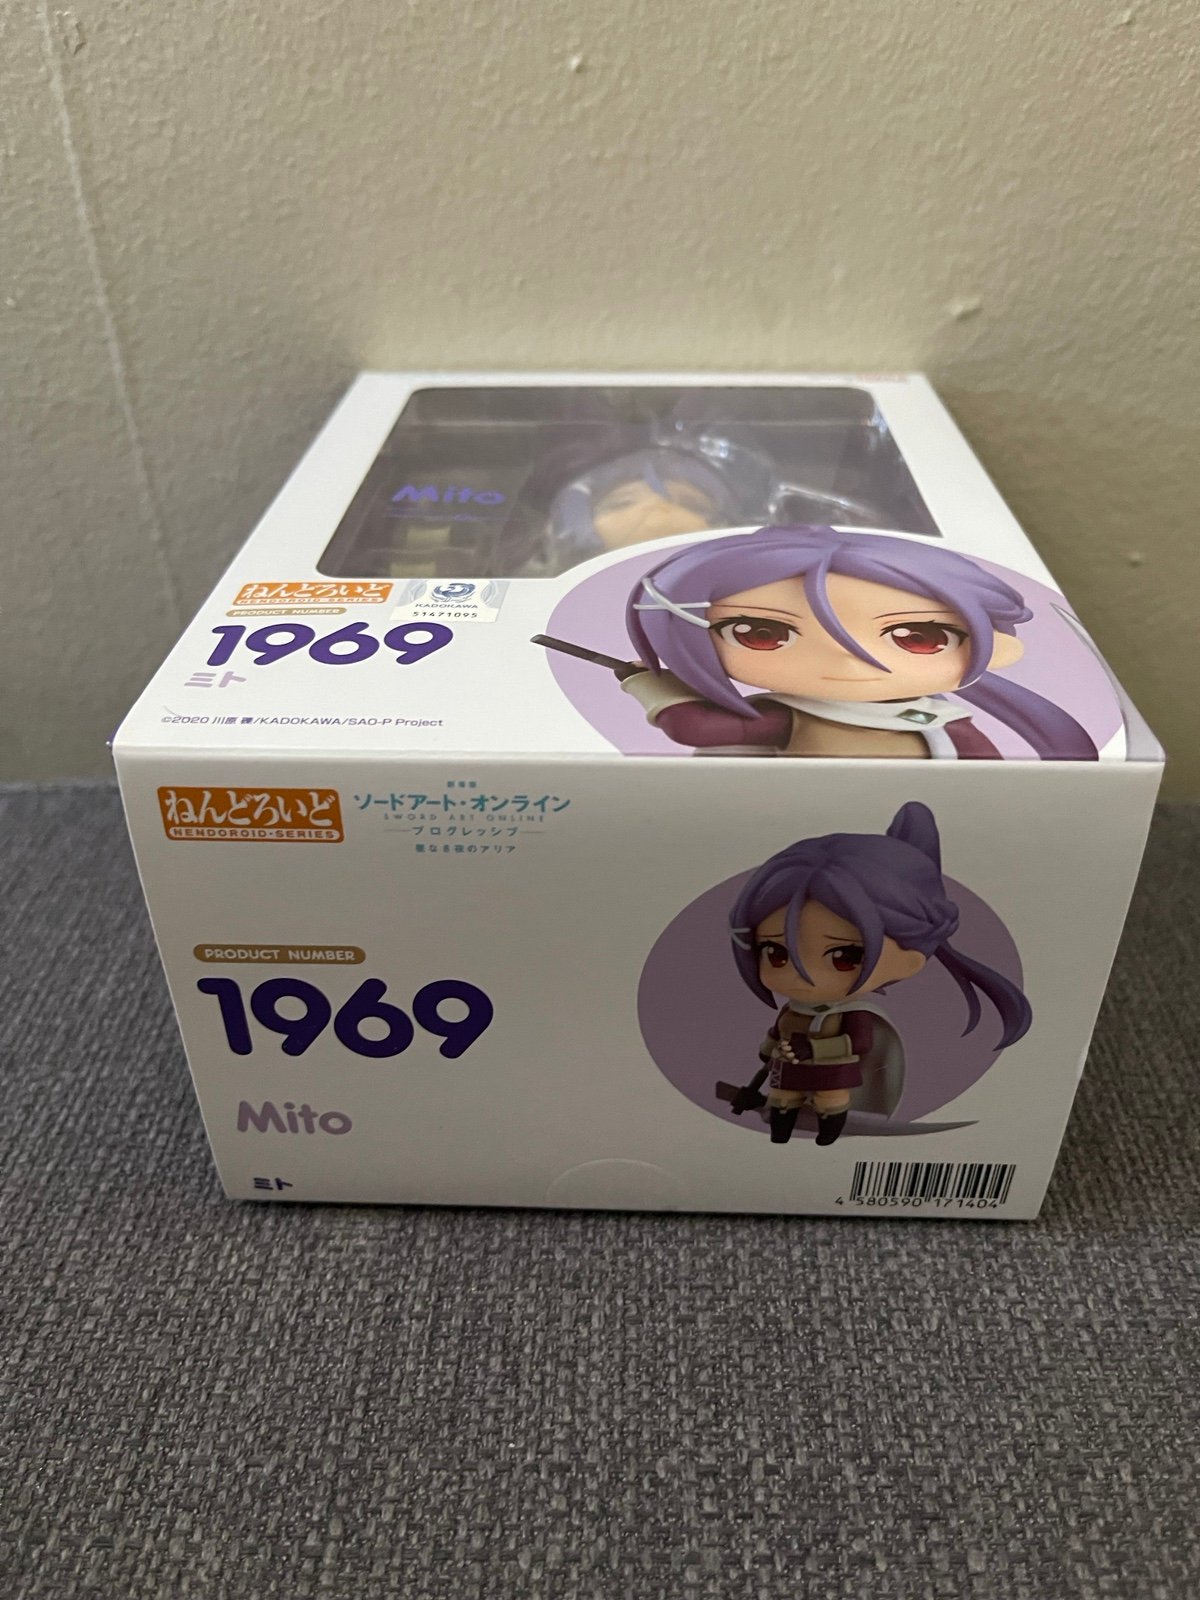 Mito
ねんどろいど
NENDOROID SERIES
KADOKAWA
51471095
PRODUCT NUMBER
1969
ミト
©2020 川原 礫/KADOKAWA/SAO-P Project
ねんどろいど
NENDOROID SERIES
劇場版
ソードアート・オンライン
SWORD ART ONLINE
プログレッシブ
星なき夜のアリア
PRODUCT NUMBER
1969
Mito
ミト
4 580590 171404